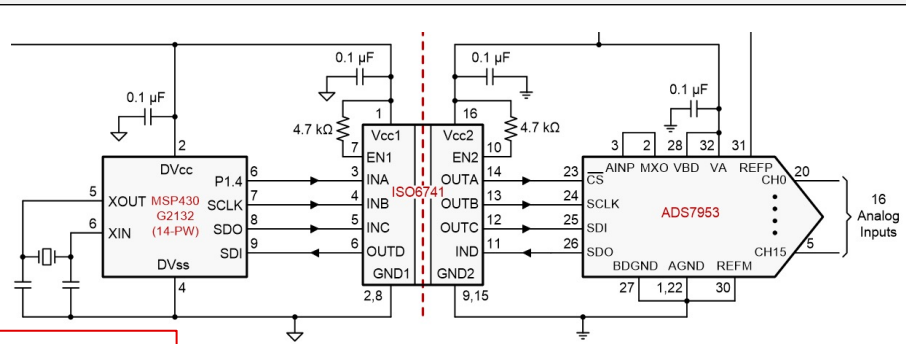 0.1 µF
0.1 µF
0.1 µF
0.1 µF
4.7 kΩ
4.7 kΩ
1
16
2
3
2
28
32
31
Vcc1
Vcc2
7
EN1
EN2
10
AINP
MXO
VBD
VA
REFP
DVcc
P1.4
6
3
INA
OUTA
14
23
CS
CH0
20
5
XOUT
MSP430
G2132
(14-PW)
SCLK
7
4
INB
ISO6741
OUTB
13
24
SCLK
ADS7953
16
Analog
Inputs
6
XIN
SDO
8
5
INC
OUTC
12
25
SDI
SDI
9
6
OUTD
IND
11
26
SDO
CH15
5
DVss
GND1
GND2
BDGND
AGND
REFM
4
2,8
9,15
27
1,22
30